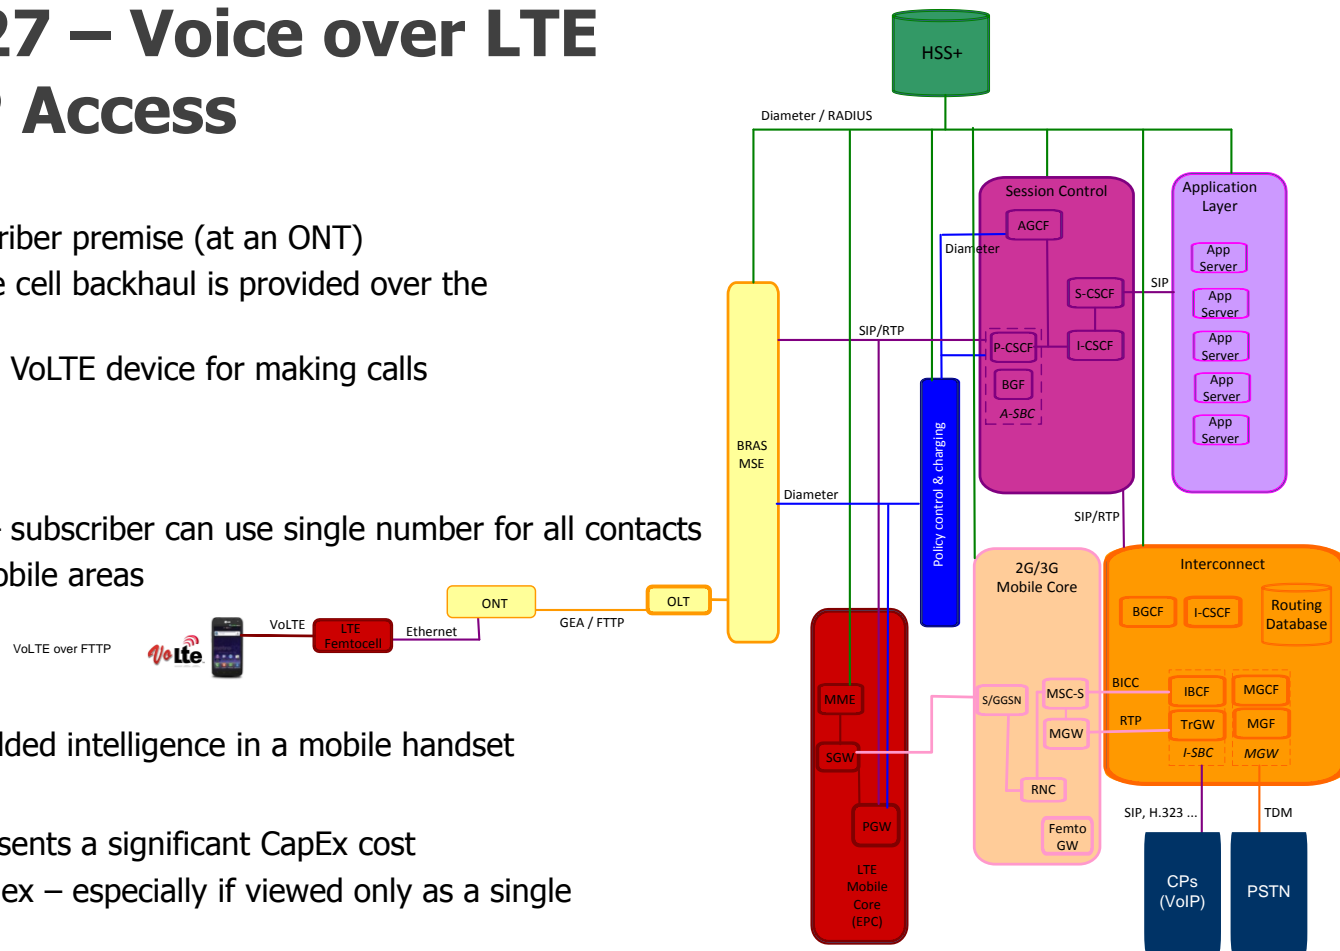 27 – Voice over LTE
Access
riber premise (at an ONT)
cell backhaul is provided over the
VoLTE device for making calls
subscriber can use single number for all contacts
obile areas
VoLTE over FTTP
VoLte
VoLTE
LTE
Femtocell
Ethernet
ONT
GEA / FTTP
OLT
dded intelligence in a mobile handset
sents a significant CapEx cost
ex – especially if viewed only as a single
HSS+
Diameter / RADIUS
BRAS
MSE
SIP/RTP
Diameter
Policy control & charging
Session Control
AGCF
Diameter
S-CSCF
P-CSCF
I-CSCF
BGF
A-SBC
SIP
Application
Layer
App
Server
App
Server
App
Server
App
Server
App
Server
SIP/RTP
MME
SGW
PGW
LTE
Mobile
Core
(EPC)
2G/3G
Mobile Core
S/GGSN
MSC-S
MGW
RNC
Femto
GW
BICC
RTP
Interconnect
BGCF
I-CSCF
Routing
Database
IBCF
MGCF
TrGW
MGF
I-SBC
MGW
SIP, H.323 ...
TDM
CPs
(VoIP)
PSTN